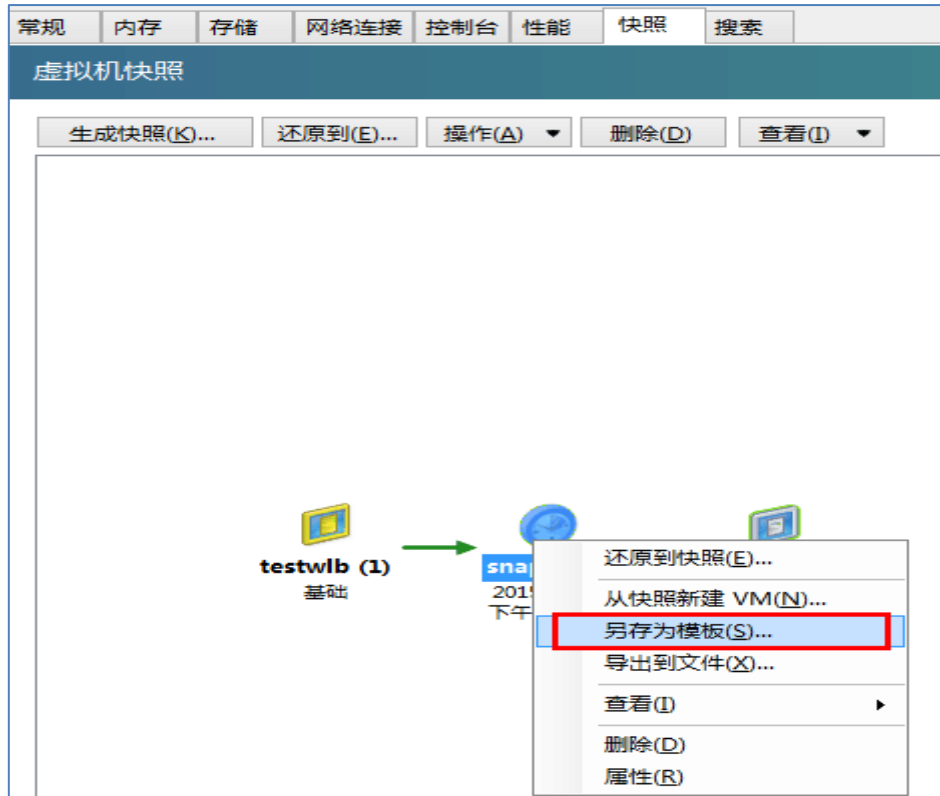 常规 内存 存储 网络连接 控制台 性能 快照 搜索
虚拟机快照
生成快照(K)... 还原到(E)... 操作(A) 删除(D) 查看(I)
testwlb (1)
基础
下午
还原到快照(E)...
从快照新建 VM(N)...
另存为模板(S)...
导出到文件(X)...
查看(I)
删除(D)
属性(R)